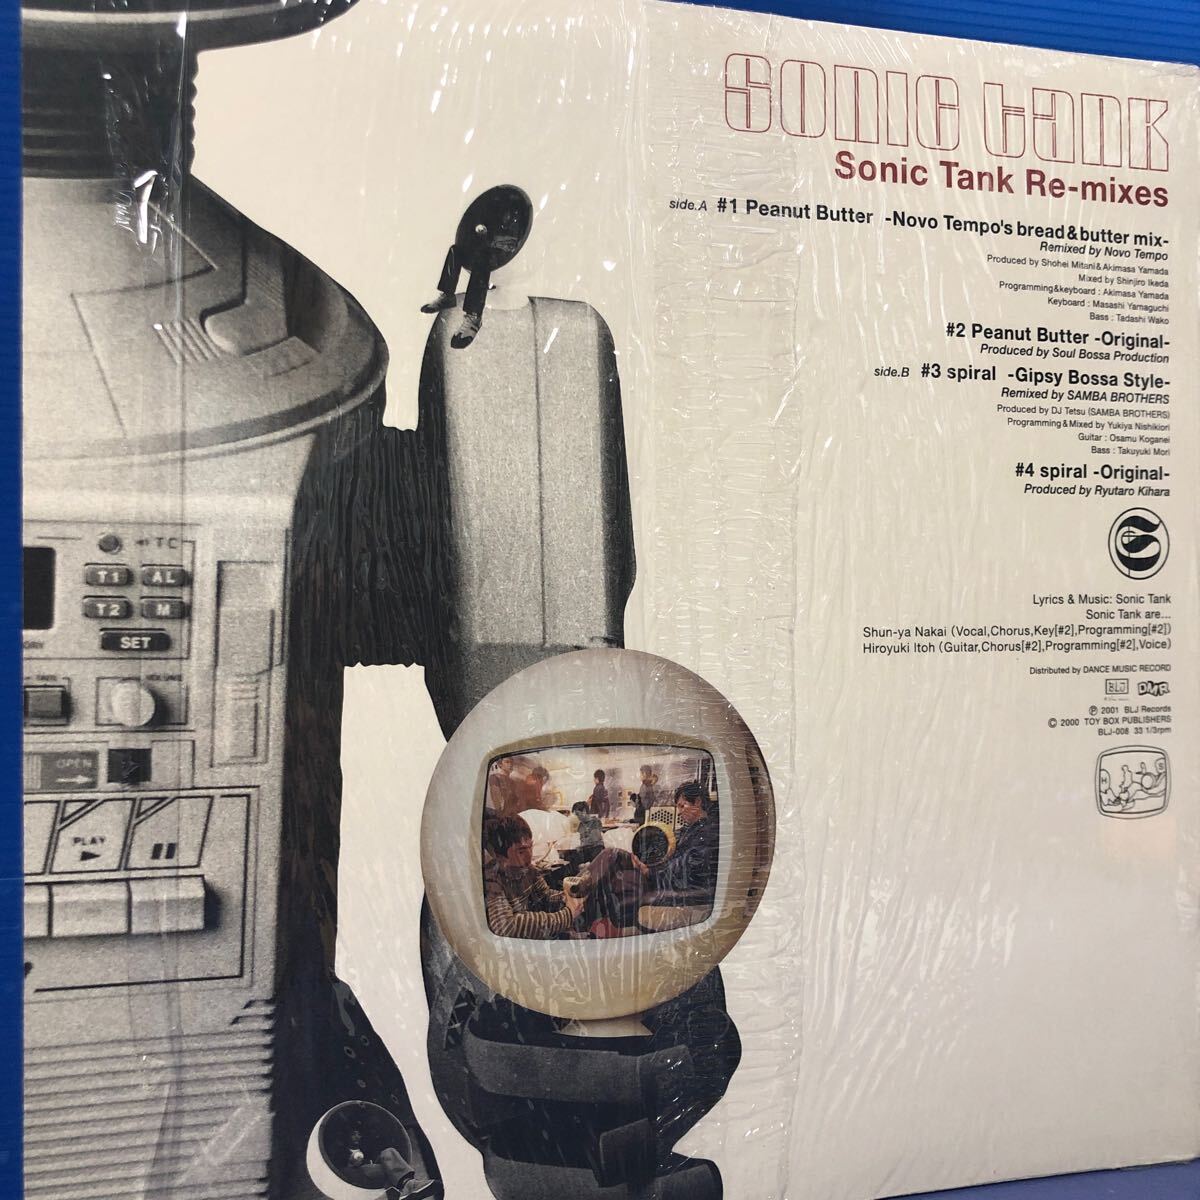 sonic tank
Sonic Tank Re-mixes
side.A #1 Peanut Butter -Novo Tempo's bread&butter mix-
Remixed by Novo Tempo
Produced by Shohei Mitani&Akimasa Yamada
Mixed by Shinjiro Ikeda
Programming&keyboard : Akimasa Yamada
Keyboard : Masashi Yamaguchi
Bass : Tadashi Wako
#2 Peanut Butter -Original-
Produced by Soul Bossa Production
side.B #3 spiral -Gipsy Bossa Style-
Remixed by SAMBA BROTHERS
Produced by DJ Tetsu (SAMBA BROTHERS)
Programming&Mixed by Yukiya Nishikiori
Guitar : Osamu Koganei
Bass : Takuyuki Mori
#4 spiral -Original-
Produced by Ryutaro Kihara
Lyrics & Music: Sonic Tank
Sonic Tank are...
Shun-ya Nakai (Vocal,Chorus,Key[#2],Programming[#2])
Hiroyuki Itoh (Guitar,Chorus[#2],Programming[#2],Voice)
Distributed by DANCE MUSIC RECORD
BLJ DMR
Ⓟ 2001 BLJ Records
© 2000 TOY BOX PUBLISHERS
BLJ-008 33 1/3rpm
H S
TC
T1 AL
T2 M
SET
OPEN
PLAY